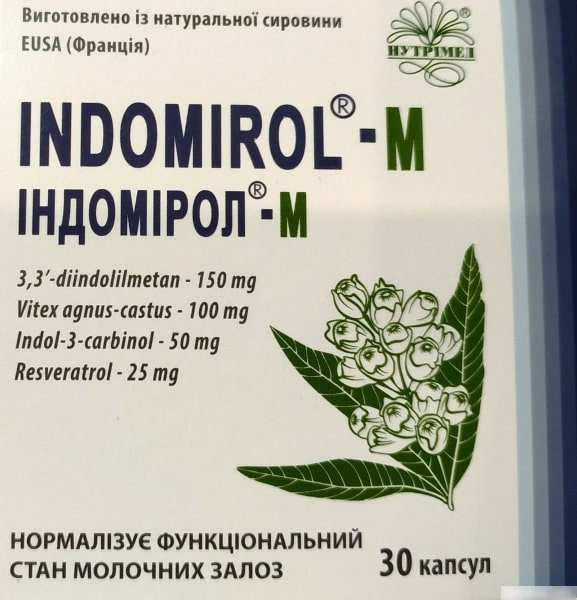 Виготовлено із натуральної сировини
EUSA (Франція)
®
НУТРІМЕД
INDOMIROL®-M
ІНДОМІРОЛ®-М
3,3'-diindolilmetan - 150 mg
Vitex agnus-castus - 100 mg
Indol-3-carbinol - 50 mg
Resveratrol - 25 mg
НОРМАЛІЗУЄ ФУНКЦІОНАЛЬНИЙ
СТАН МОЛОЧНИХ ЗАЛОЗ
30 капсул